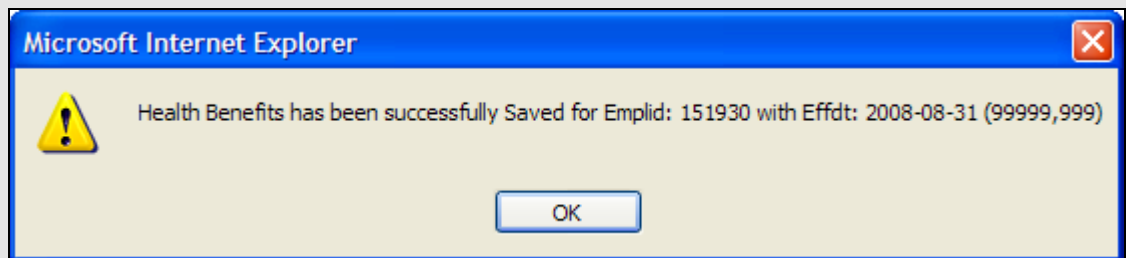 Microsoft Internet Explorer
Health Benefits has been successfully Saved for Emplid: 151930 with Effdt: 2008-08-31 (99999,999)
OK